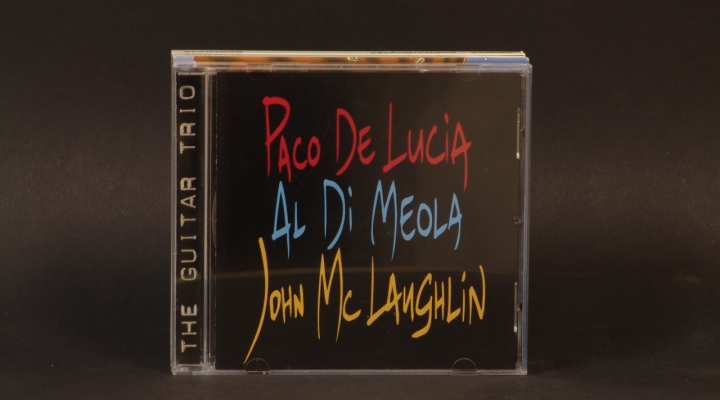 THE GUITAR TRIO
PACO DE LUCIA
AL Di MEOLA
JOHN Mc LAUGHLiN